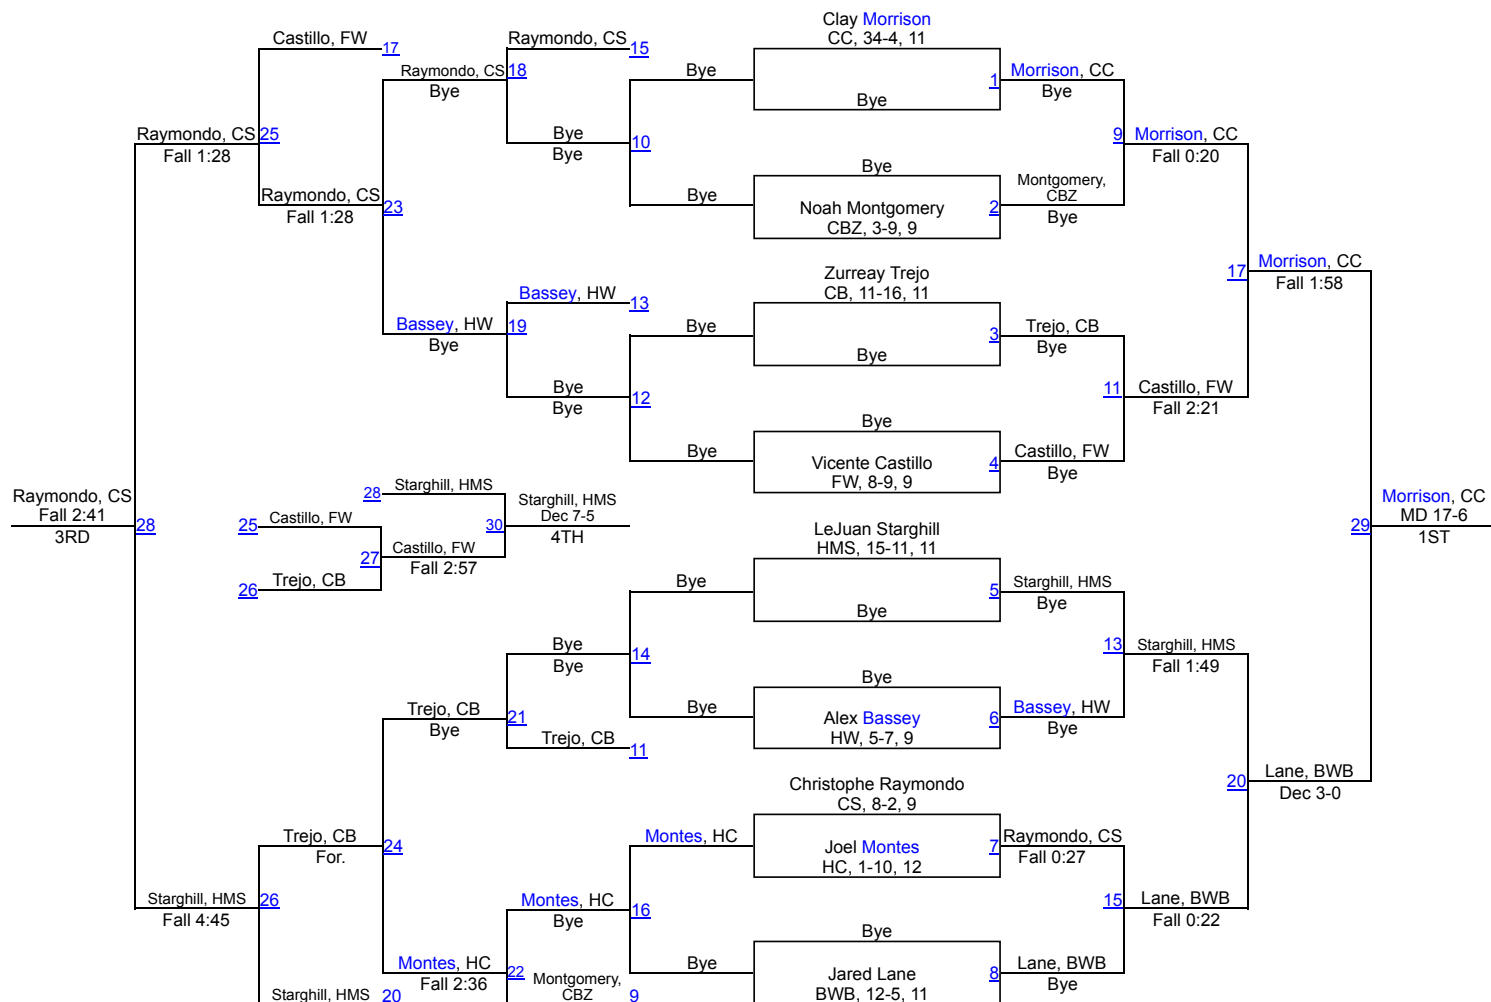 Clay Morrison
CC, 34-4, 11
Castillo, FW
17
Raymondo, CS
15
Raymondo, CS
18
Bye
Bye
1
Morrison, CC
Bye
Bye
Bye
Raymondo, CS
25
Fall 1:28
Bye
Bye
10
9
Morrison, CC
Fall 0:20
Bye
Raymondo, CS
Fall 1:28
23
Bye
Noah Montgomery
CBZ, 3-9, 9
2
Montgomery,
CBZ
Bye
Zurreay Trejo
CB, 11-16, 11
17
Morrison, CC
Fall 1:58
Bassey, HW
13
Bassey, HW
19
Bye
Bye
3
Trejo, CB
Bye
Bye
Bye
Bye
12
11
Castillo, FW
Fall 2:21
Bye
Bye
Vicente Castillo
FW, 8-9, 9
4
Castillo, FW
Bye
Raymondo, CS
Fall 2:41
3RD
28
28
Starghill, HMS
25
Castillo, FW
26
Trejo, CB
27
Castillo, FW
Fall 2:57
30
Starghill, HMS
Dec 7-5
4TH
29
Morrison, CC
MD 17-6
1ST
LeJuan Starghill
HMS, 15-11, 11
Bye
5
Starghill, HMS
Bye
Bye
Bye
Bye
14
13
Starghill, HMS
Fall 1:49
Bye
Trejo, CB
Bye
21
Bye
Alex Bassey
HW, 5-7, 9
6
Bassey, HW
Bye
Trejo, CB
11
20
Lane, BWB
Dec 3-0
Christophe Raymondo
CS, 8-2, 9
Trejo, CB
For.
24
Montes, HC
Joel Montes
HC, 1-10, 12
7
Raymondo, CS
Fall 0:27
Starghill, HMS
Fall 4:45
26
Montes, HC
Bye
16
15
Lane, BWB
Fall 0:22
Bye
Montes, HC
Fall 2:36
22
Bye
Jared Lane
BWB, 12-5, 11
8
Lane, BWB
Bye
Starghill, HMS
20
Montgomery,
CBZ
9